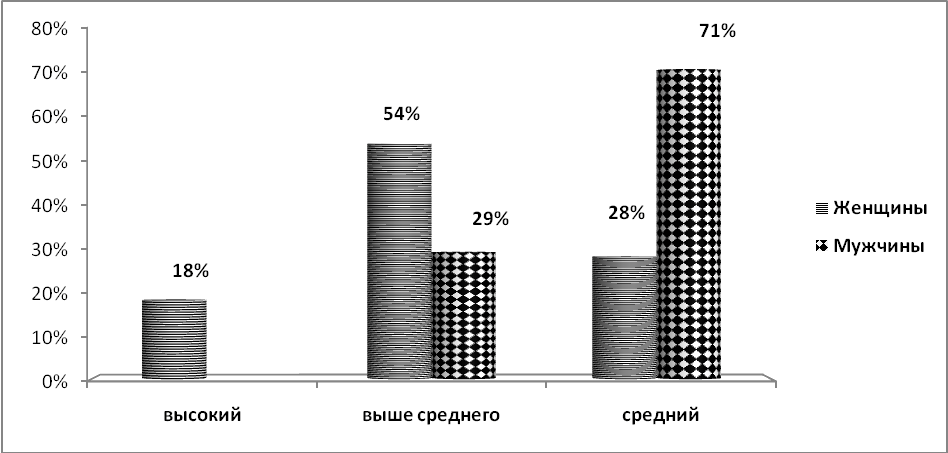 80%
70%
60%
50%
40%
30%
20%
10%
0%
18%
54%
29%
28%
71%
высокий
выше среднего
средний
Женщины
Мужчины